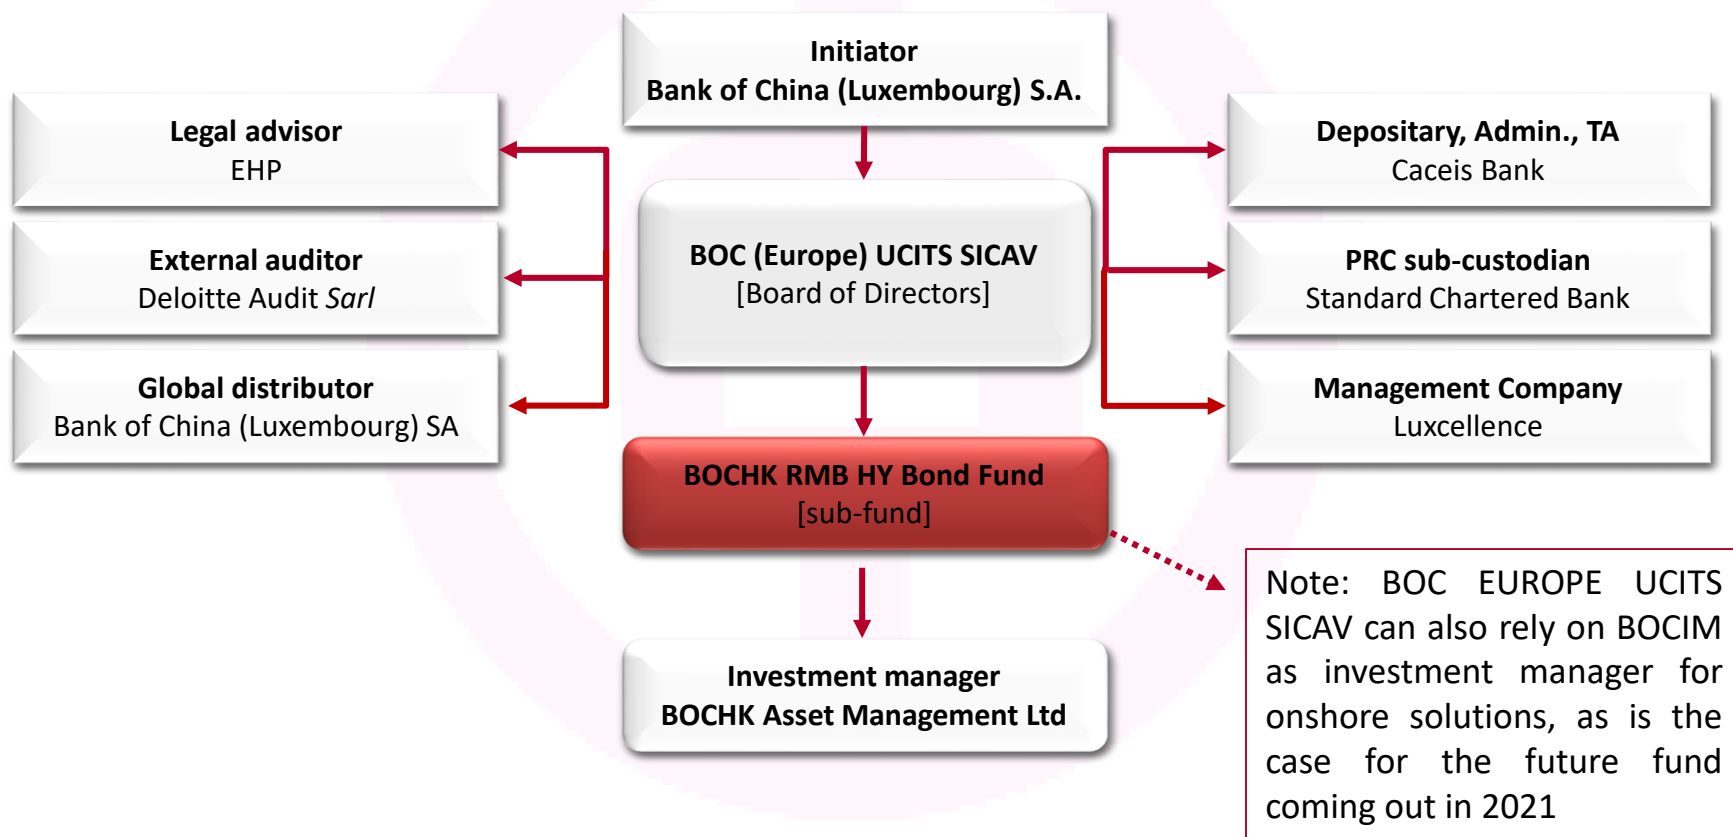 Initiator
Bank of China (Luxembourg) S.A.
Legal advisor
EHP
External auditor
Deloitte Audit Sarl
Global distributor
Bank of China (Luxembourg) SA
BOC (Europe) UCITS SICAV
[Board of Directors]
Depositary, Admin., TA
Caceis Bank
PRC sub-custodian
Standard Chartered Bank
Management Company
Luxcellence
BOCHK RMB HY Bond Fund
[sub-fund]
Investment manager
BOCHK Asset Management Ltd
Note: BOC EUROPE UCITS
SICAV can also rely on BOCIM
as investment manager for
onshore solutions, as is the
case for the future fund
coming out in 2021